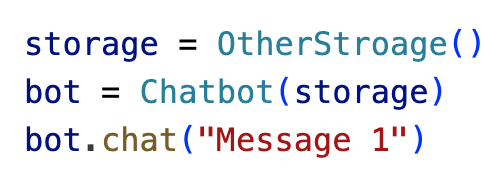 storage = OtherStroage()
bot = Chatbot(storage)
bot.chat("Message 1")